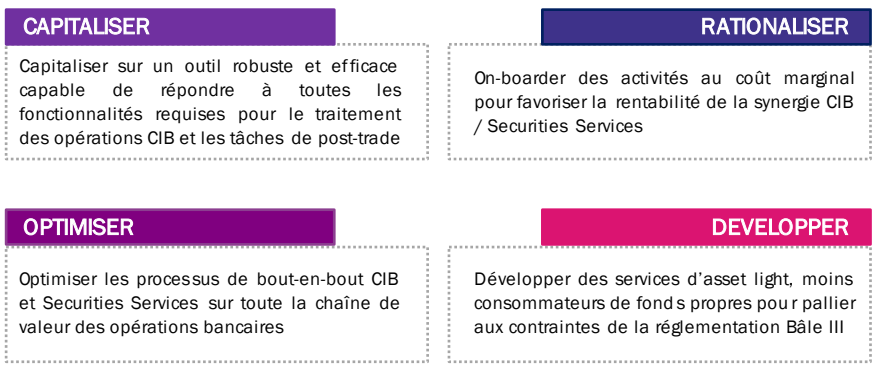 CAPITALISER
Capitaliser sur un outil robuste et efficace
capable de répondre à toutes les
fonctionnalités requises pour le traitement
des opérations CIB et les tâches de post-trade
RATIONALISER
On-boarder des activités au coût marginal
pour favoriser la rentabilité de la synergie CIB
/ Securities Services
OPTIMISER
Optimiser les processus de bout-en-bout CIB
et Securities Services sur toute la chaîne de
valeur des opérations bancaires
DEVELOPPER
Développer des services d’asset light, moins
consommateurs de fonds propres pour pallier
aux contraintes de la réglementation Bâle III